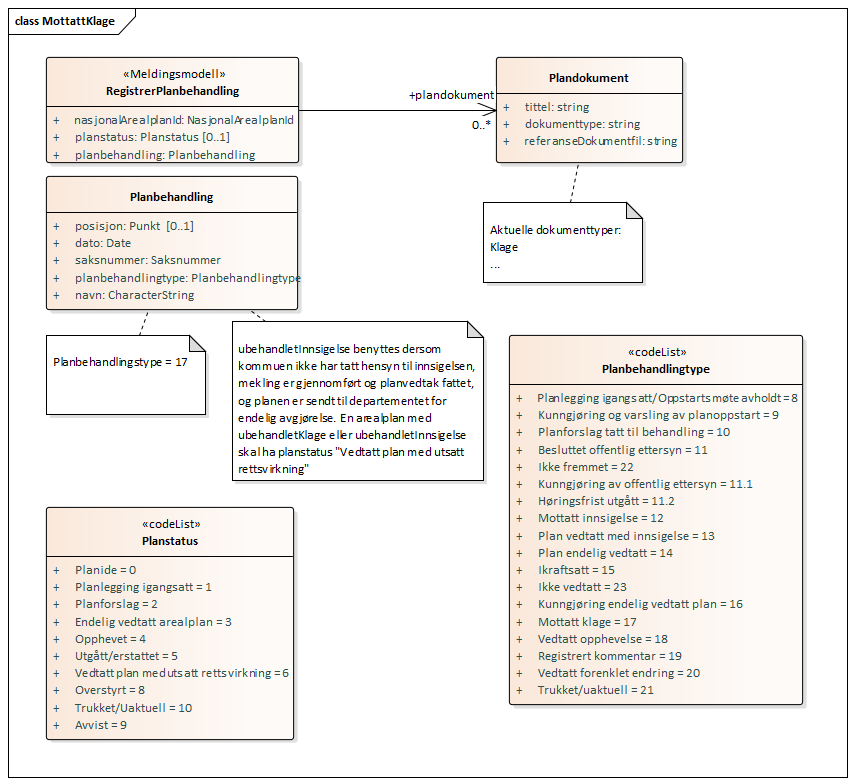 class MottattKlage
«Meldingsmodell»
RegistrerPlanbehandling
+ nasjonalArealplanId: NasjonalArealplanId
+ planstatus: Planstatus [0..1]
+ planbehandling: Planbehandling
+plandokument
0..*
Plandokument
+ tittel: string
+ dokumenttype: string
+ referanseDokumentfil: string
Planbehandling
+ posisjon: Punkt [0..1]
+ dato: Date
+ saksnummer: Saksnummer
+ planbehandlingtype: Planbehandlingtype
+ navn: CharacterString
Aktuelle dokumenttyper:
Klage
...
Planbehandlingstype = 17
ubehandletInnsigelse benyttes dersom
kommuen ikke har tatt hensyn til innsigelsen,
mekling er gjennomført og planvedtak fattet,
og planen er sendt til departementet for
endelig avgjørelse. En arealplan med
ubehandletKlage eller ubehandletInnsigelse
skal ha planstatus "Vedtatt plan med utsatt
rettsvirkning"
«codeList»
Planbehandlingtype
+ Planlegging igangsatt/Oppstartsmøte avholdt = 8
+ Kunngjøring og varsling av planoppstart = 9
+ Planforslag tatt til behandling = 10
+ Besluttet offentlig ettersyn = 11
+ Ikke fremmet = 22
+ Kunngjøring av offentlig ettersyn = 11.1
+ Høringsfrist utgått = 11.2
+ Mottatt innsigelse = 12
+ Plan vedtatt med innsigelse = 13
+ Plan endelig vedtatt = 14
+ Ikraftsatt = 15
+ Ikke vedtatt = 23
+ Kunngjøring endelig vedtatt plan = 16
+ Mottatt klage = 17
+ Vedtatt opphevelse = 18
+ Registrert kommentar = 19
+ Vedtatt forenklet endring = 20
+ Trukket/uaktuell = 21
«codeList»
Planstatus
+ Planide = 0
+ Planlegging igangsatt = 1
+ Planforslag = 2
+ Endelig vedtatt arealplan = 3
+ Opphevet = 4
+ Utgått/erstattet = 5
+ Vedtatt plan med utsatt rettsvirkning = 6
+ Overstyrt = 8
+ Trukket/Uaktuell = 10
+ Avvist = 9